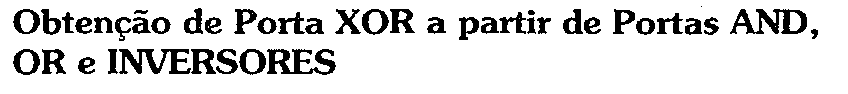 Obtenção de Porta XOR a partir de Portas AND,
OR e INVERSORES